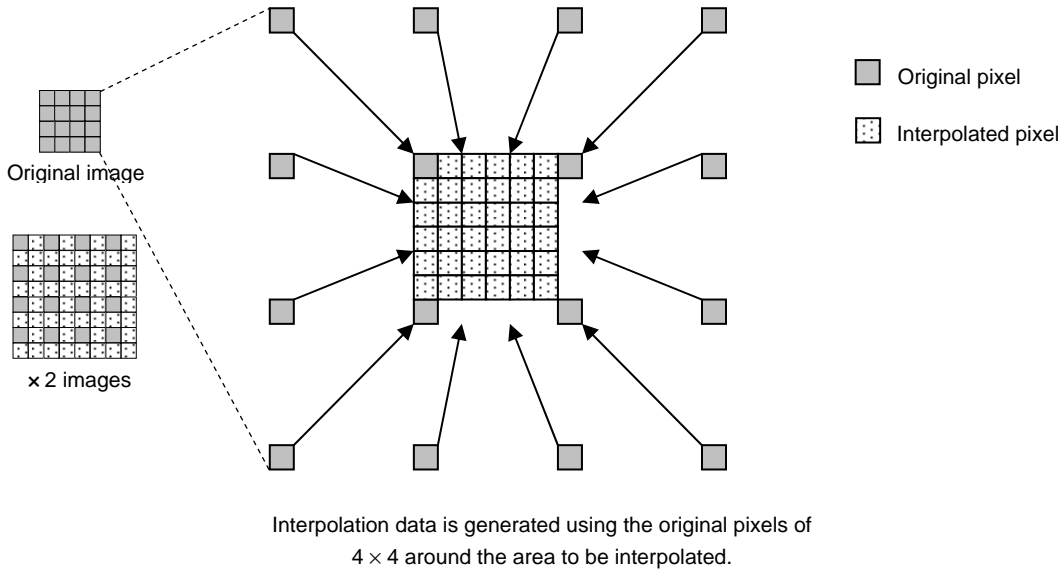 Original pixel
Interpolated pixel
Original image
× 2 images
Interpolation data is generated using the original pixels of
4 × 4 around the area to be interpolated.